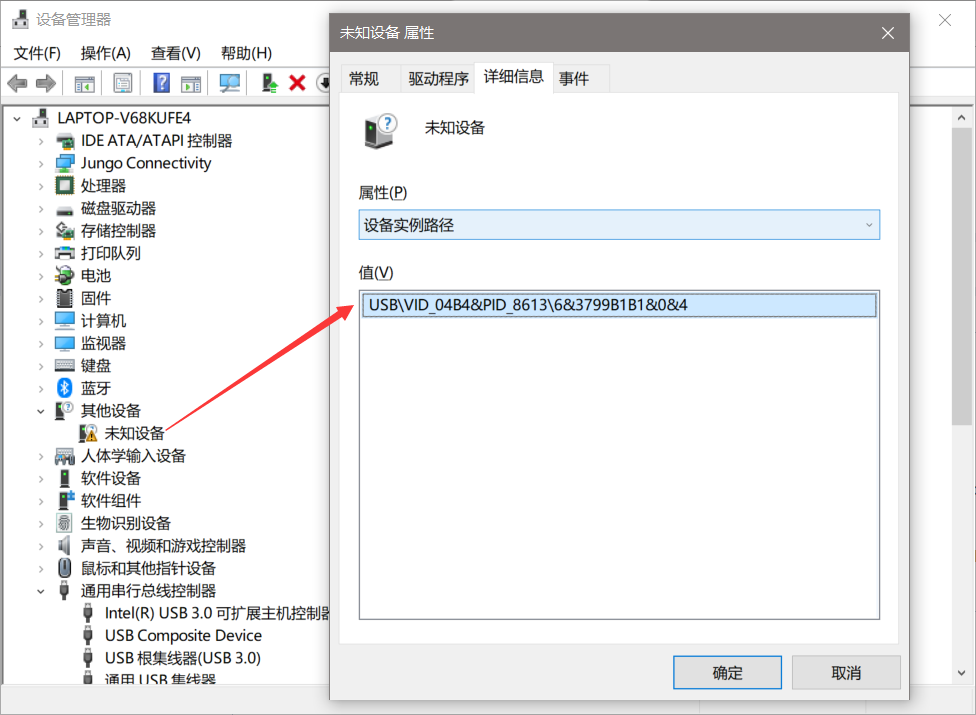 设备管理器
文件(F) 操作(A) 查看(V) 帮助(H)
LAPTOP-V68KUFE4
IDE ATA/ATAPI 控制器
Jungo Connectivity
处理器
磁盘驱动器
存储控制器
打印队列
电池
固件
计算机
监视器
键盘
蓝牙
其他设备
未知设备
人体学输入设备
软件设备
软件组件
生物识别设备
声音、视频和游戏控制器
鼠标和其他指针设备
通用串行总线控制器
Intel(R) USB 3.0 可扩展主机控制器
USB Composite Device
USB 根集线器(USB 3.0)
通用 USB 集线器
未知设备 属性
常规 驱动程序 详细信息 事件
未知设备
属性(P)
设备实例路径
值(V)
USB\VID_04B4&PID_8613\6&3799B1B1&0&4
确定 取消